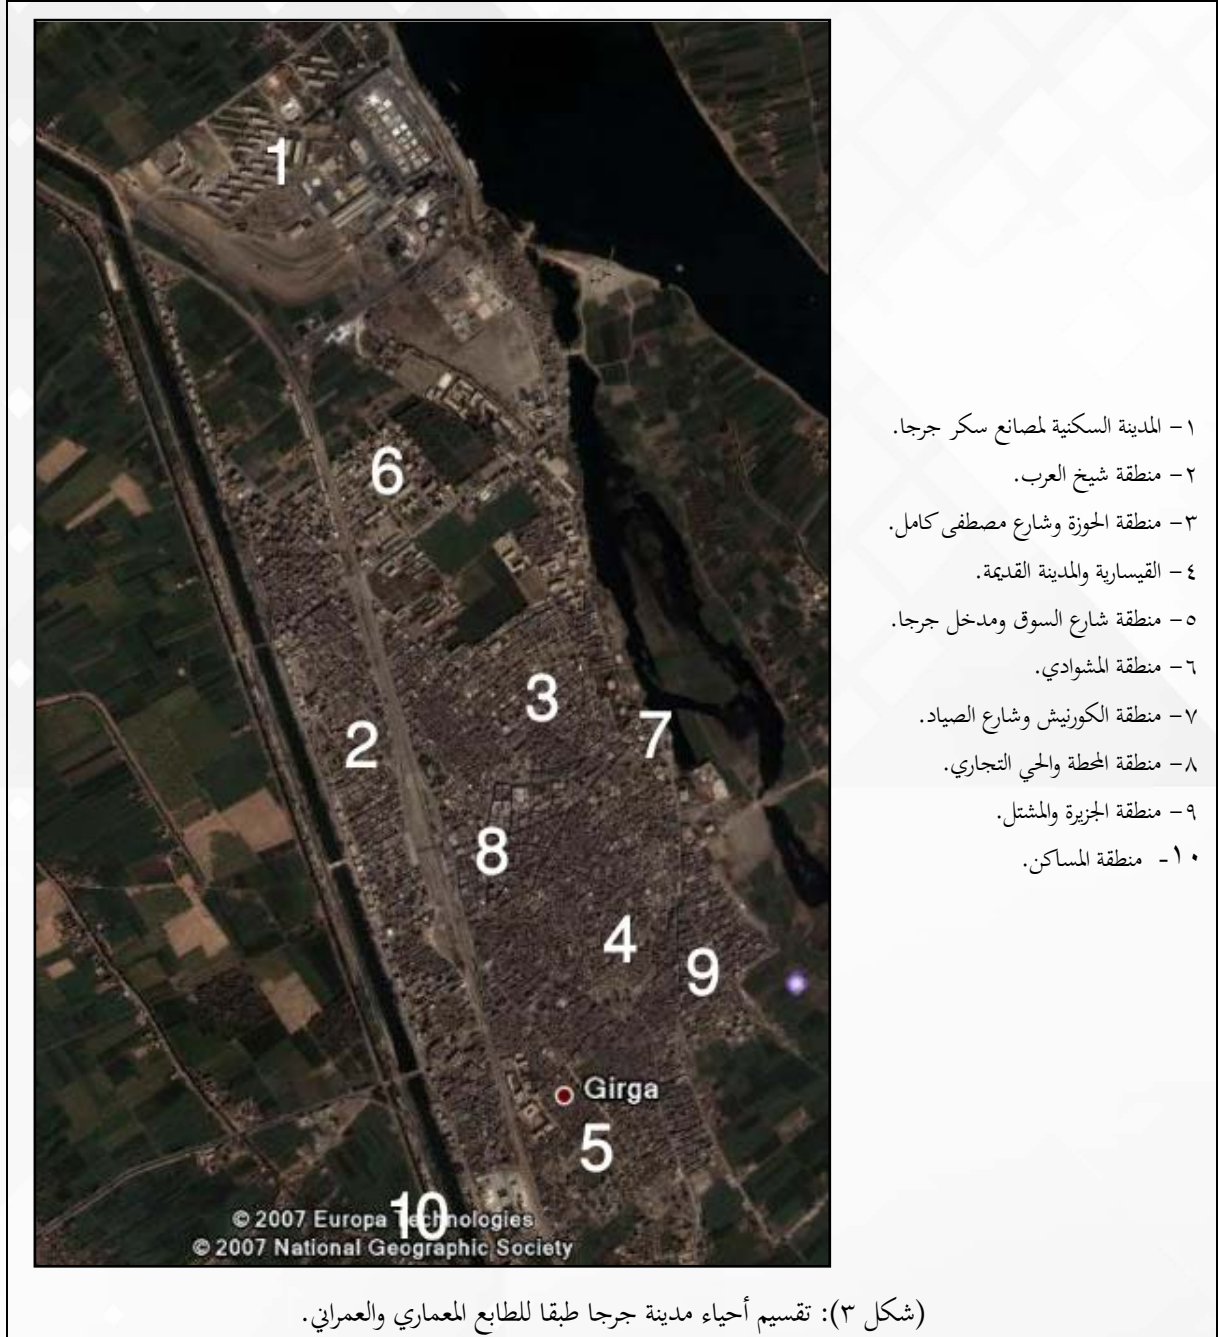 1
6
3
2
7
8
4
9
Girga
5
10
© 2007 Europa Technologies
© 2007 National Geographic Society
١- المدينة السكنية لمصانع سكر جرجا.
٢- منطقة شيخ العرب.
٣- منطقة الحوزة وشارع مصطفى كامل.
٤- القيسارية والمدينة القديمة.
٥- منطقة شارع السوق ومدخل جرجا.
٦- منطقة المشوادي.
٧- منطقة الكورنيش وشارع الصياد.
٨- منطقة المحطة والحي التجاري.
٩- منطقة الجزيرة والمشتل.
١٠- منطقة المساكن.
(شكل ٣): تقسيم أحياء مدينة جرجا طبقا للطابع المعماري والعمراني.